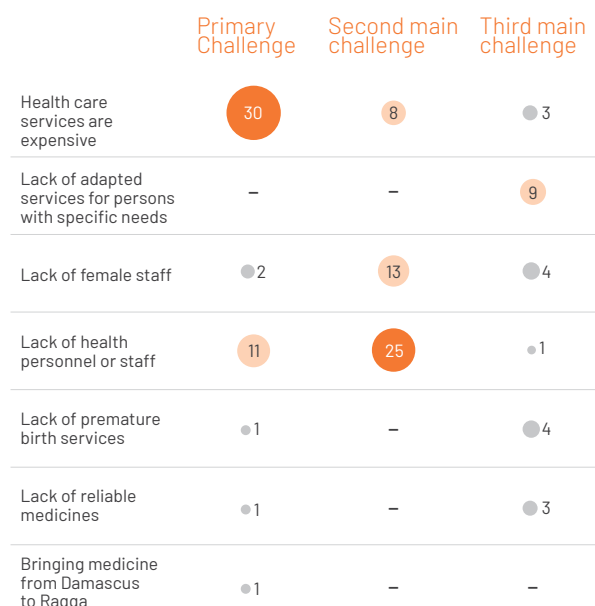 Primary Challenge
Second main challenge
Third main challenge
Health care services are expensive
30
8
3
Lack of adapted services for persons with specific needs
–
–
9
Lack of female staff
2
13
4
Lack of health personnel or staff
11
25
1
Lack of premature birth services
1
–
4
Lack of reliable medicines
1
–
3
Bringing medicine from Damascus to Raqqa
1
–
–